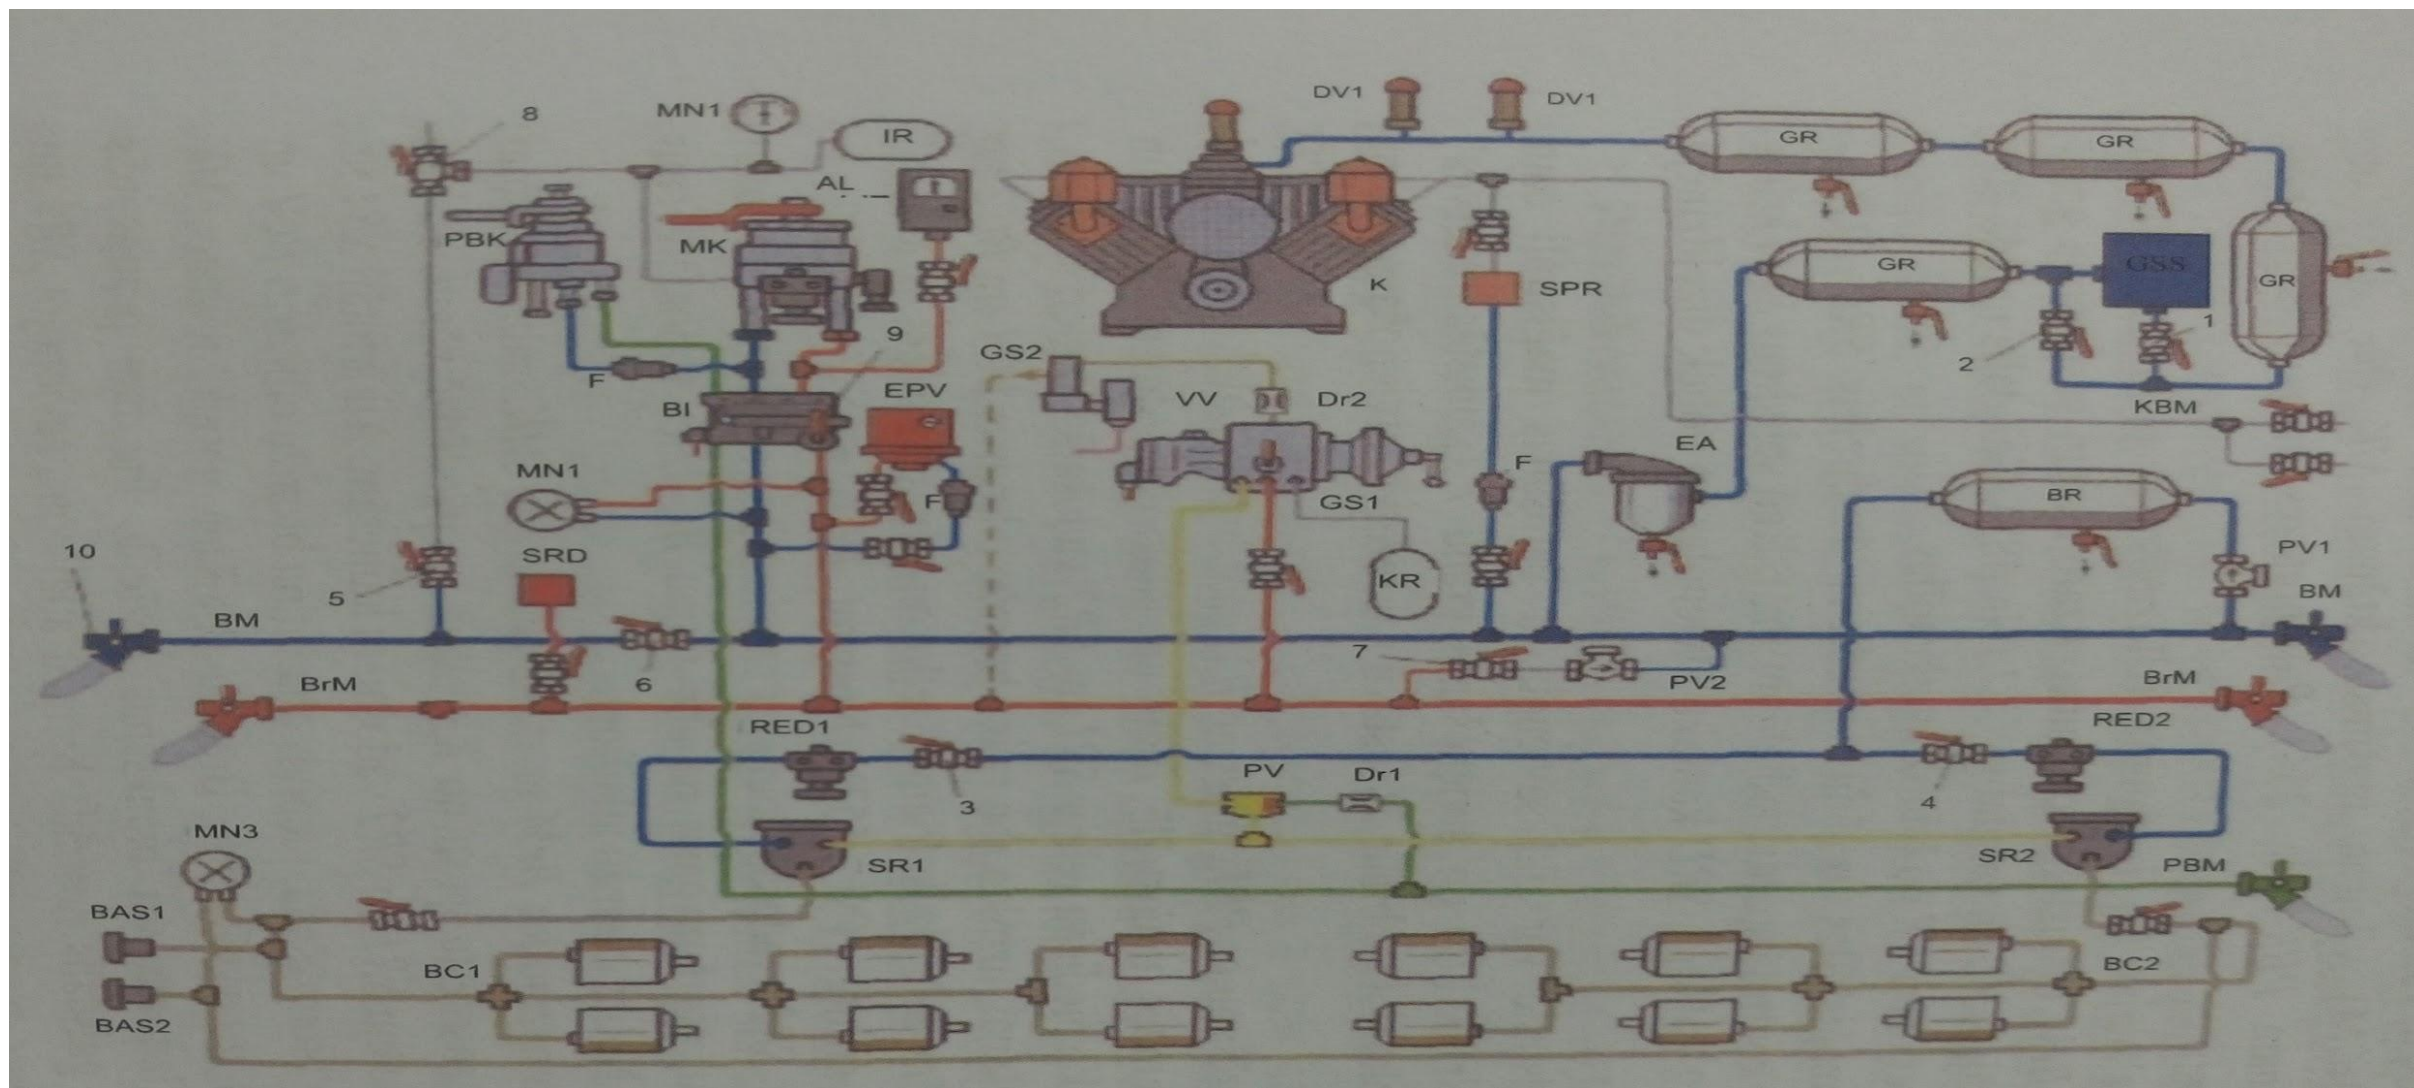 8
MN1
IR
AL
PBK
MK
9
F
BI
EPV
MN1
F
SRD
10
5
BM
6
BrM
DV1
DV1
GR
GR
K
SPR
GR
GSS
GR
1
2
KBM
GS2
VV
Dr2
EA
GS1
F
KR
BR
PV1
BM
7
PV2
BrM
RED1
RED2
3
PV
Dr1
4
MN3
SR1
SR2
PBM
BAS1
BC1
BC2
BAS2